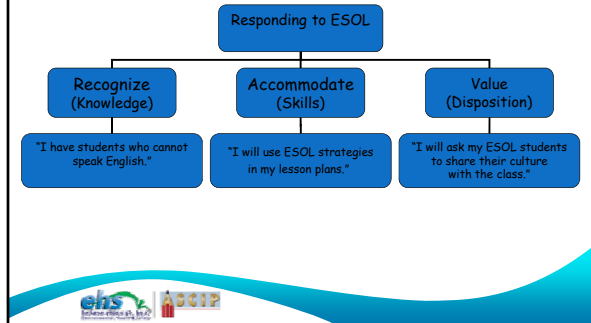 Responding to ESOL
Recognize
(Knowledge)
Accommodate
(Skills)
Value
(Disposition)
"I have students who cannot
speak English."
"I will use ESOL strategies
in my lesson plans."
"I will ask my ESOL students
to share their culture
with the class."
ehs
ASCIP